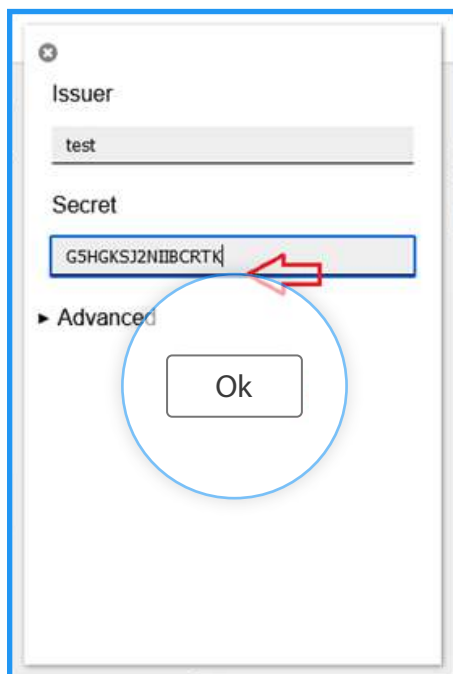 Issuer
test
Secret
G5HGKSJ2NIIBCRTK
Advanced
Ok